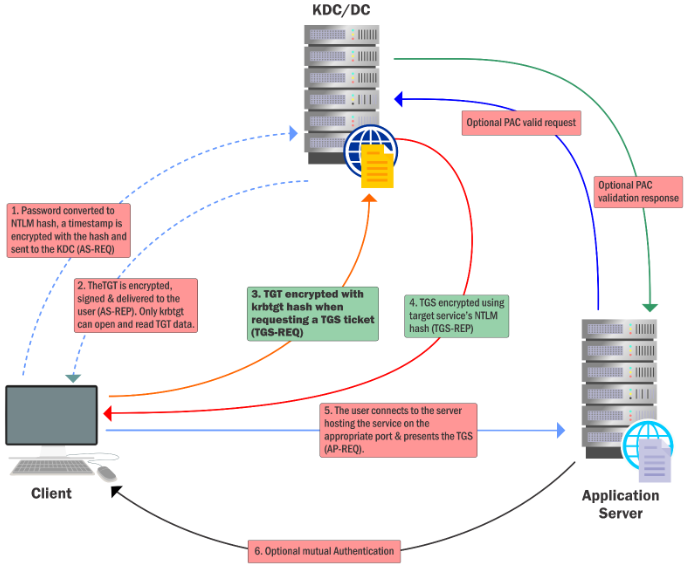 KDC/DC
Optional PAC valid request
Optional PAC
validation response
1. Password converted to
NTLM hash, a timestamp is
encrypted with the hash and
sent to the KDC (AS-REQ)
2. TheTGT is encrypted,
signed & delivered to the
user (AS-REP). Only krbtgt
can open and read TGT data.
3. TGT encrypted with
krbtgt hash when
requesting a TGS ticket
(TGS-REQ)
4. TGS encrypted using
target service's NTLM
hash (TGS-REP)
5. The user connects to the server
hosting the service on the
appropriate port & presents the TGS
(AP-REQ).
Client
Application
Server
6. Optional mutual Authentication